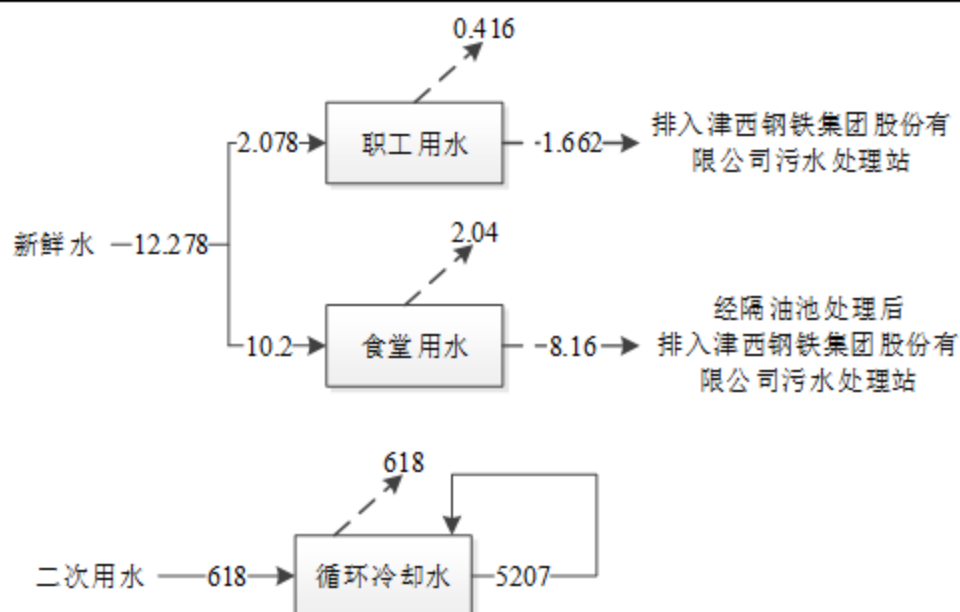 0.416
2.078
职工用水
-1.662
排入津西钢铁集团股份有
限公司污水处理站
新鲜水
12.278
2.04
10.2
食堂用水
-8.16
经隔油池处理后
排入津西钢铁集团股份有
限公司污水处理站
618
二次用水
618
循环冷却水
5207